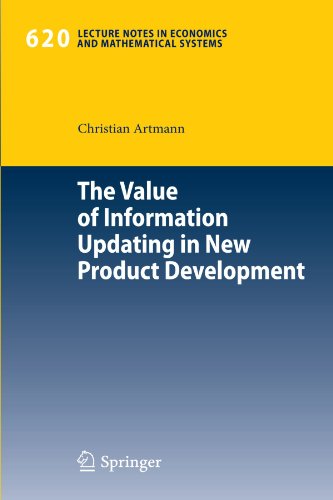 620 LECTURE NOTES IN ECONOMICS
AND MATHEMATICAL SYSTEMS
Christian Artmann
The Value
of Information
Updating in New
Product Development
Springer